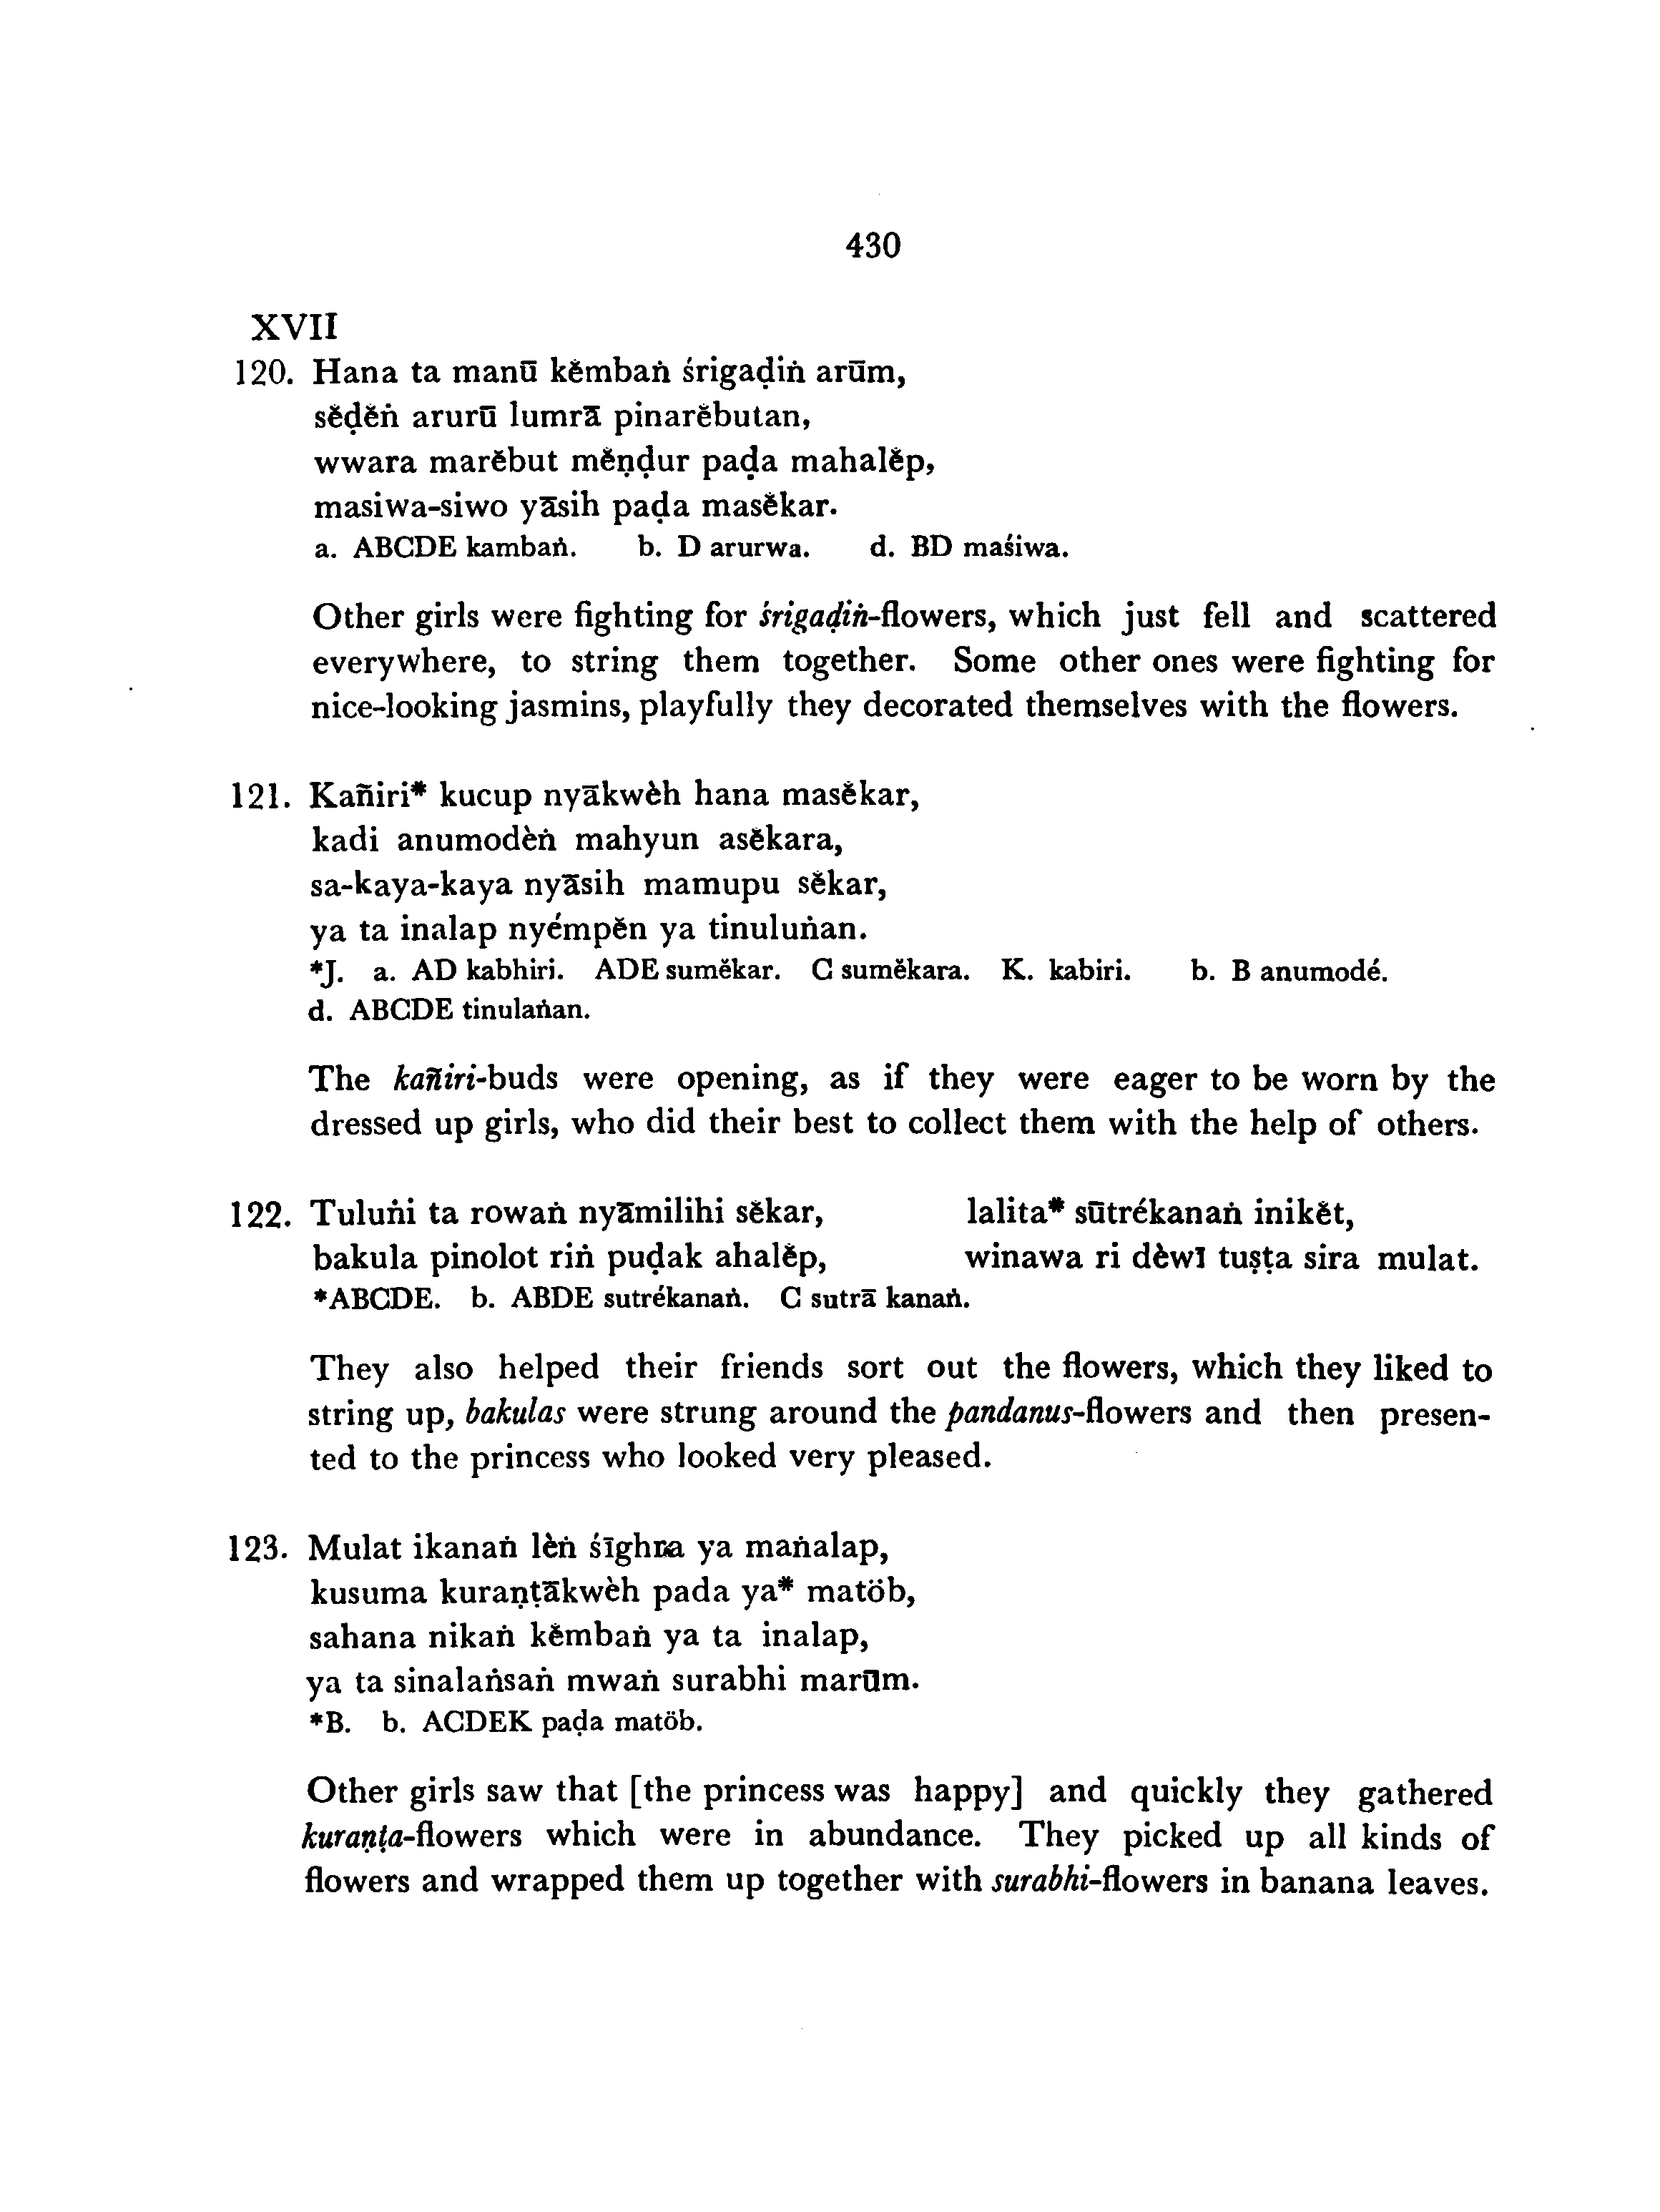 430
XVII
120. Hana ta manū kĕmbaṅ śrigaḍiṅ arūm,
sĕḍĕṅ arurū lumrā pinarĕbutan,
wwara marĕbut mĕṇḍur paḍa mahalĕp,
masiwa-siwo yāsih paḍa masĕkar.
a. ABCDE kambaṅ. b. D arurwa. d. BD maśiwa.
Other girls were fighting for śrigaḍiṅ-flowers, which just fell and scattered
everywhere, to string them together. Some other ones were fighting for
nice-looking jasmins, playfully they decorated themselves with the flowers.
121. Kañiri* kucup nyākwèh hana masĕkar,
kadi anumodèṅ mahyun asĕkara,
sa-kaya-kaya nyāsih mamupu sĕkar,
ya ta inalap nyémpĕn ya tinuluṅan.
*J. a. AD kabhiri. ADE sumĕkar. C sumĕkara. K. kabiri. b. B anumodé.
d. ABCDE tinulaṅan.
The kañiri-buds were opening, as if they were eager to be worn by the
dressed up girls, who did their best to collect them with the help of others.
122. Tuluṅi ta rowaṅ nyāmilihi sĕkar, lalita* sūtrékanaṅ inikĕt,
bakula pinolot riṅ puḍak ahalĕp, winawa ri dèwī tuṣṭa sira mulat.
*ABCDE. b. ABDE sutrékanaṅ. C sutrā kanaṅ.
They also helped their friends sort out the flowers, which they liked to
string up, bakulas were strung around the pandanus-flowers and then presen-
ted to the princess who looked very pleased.
123. Mulat ikanaṅ lèṅ śīghra ya maṅalap,
kusuma kuraṇṭākwèh pada ya* matöb,
sahana nikaṅ kĕmbaṅ ya ta inalap,
ya ta sinalaṅsaṅ mwaṅ surabhi marūm.
*B. b. ACDEK paḍa matöb.
Other girls saw that [the princess was happy] and quickly they gathered
kuraṇṭa-flowers which were in abundance. They picked up all kinds of
flowers and wrapped them up together with surabhi-flowers in banana leaves.